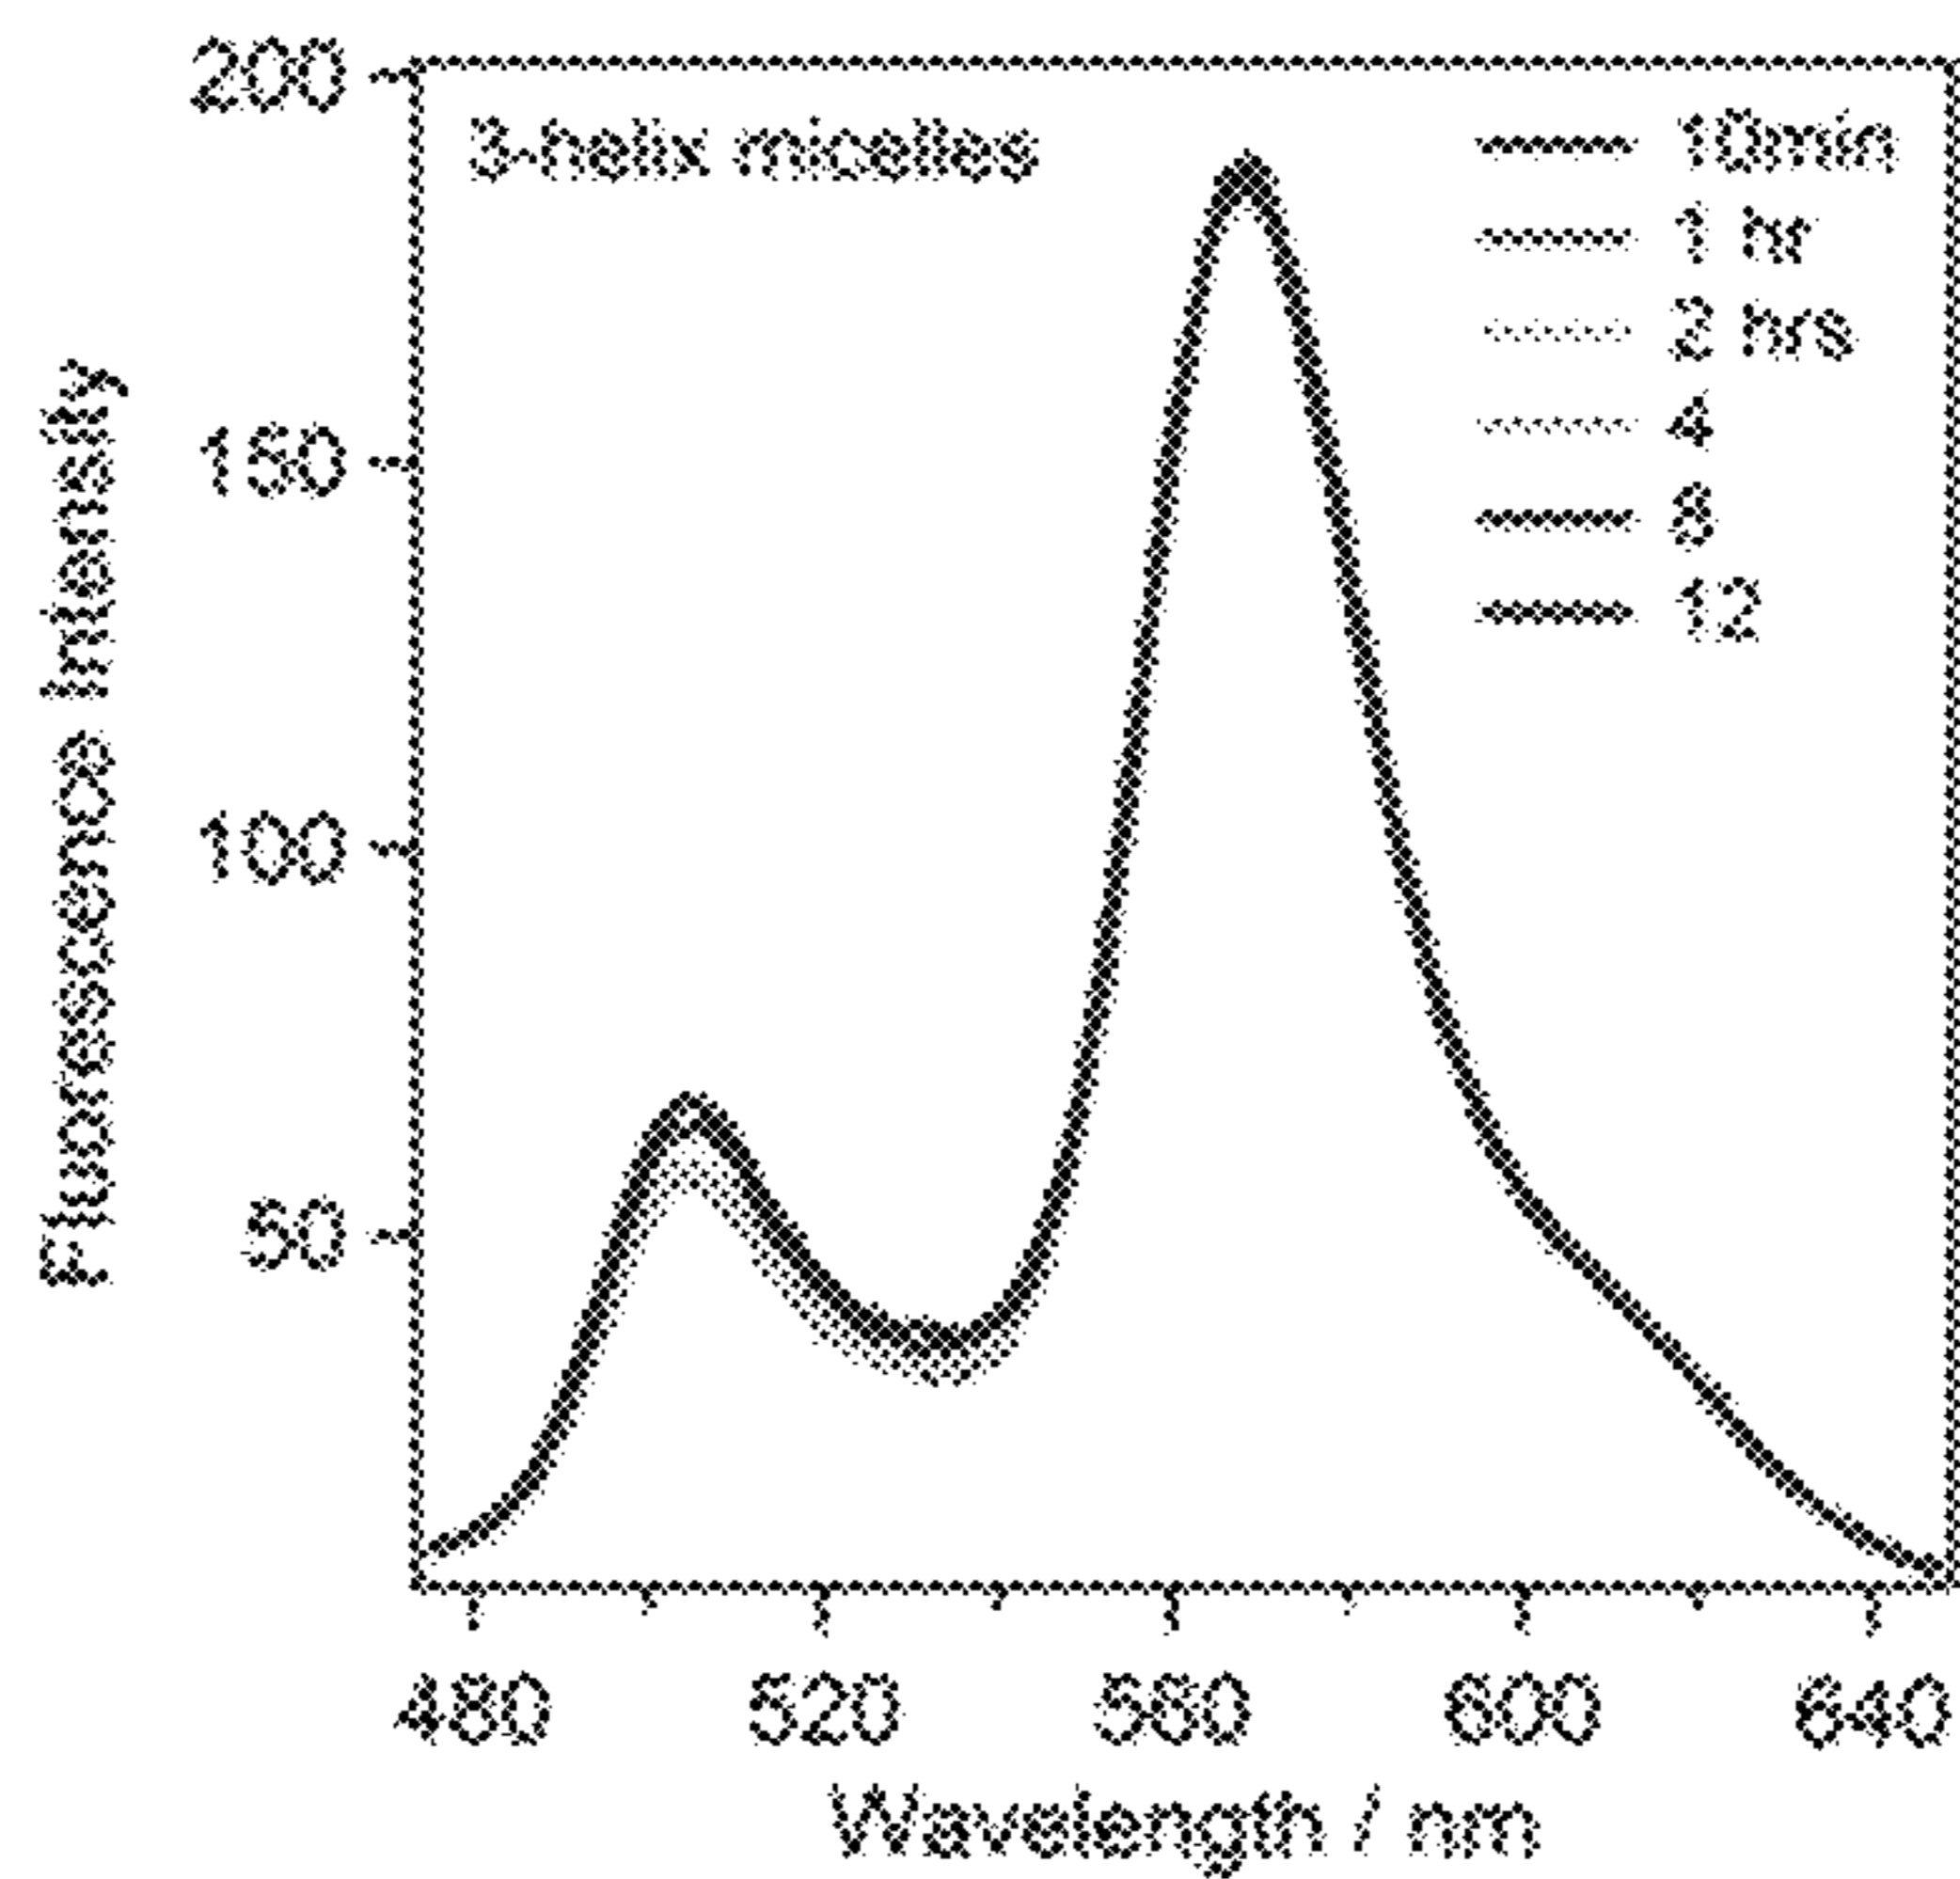 200
150
100
50
Fluorescence Intensity
3-helix micelles
10min
1 hr
2 hrs
4
8
12
480 520 560 600 640
Wavelength / nm